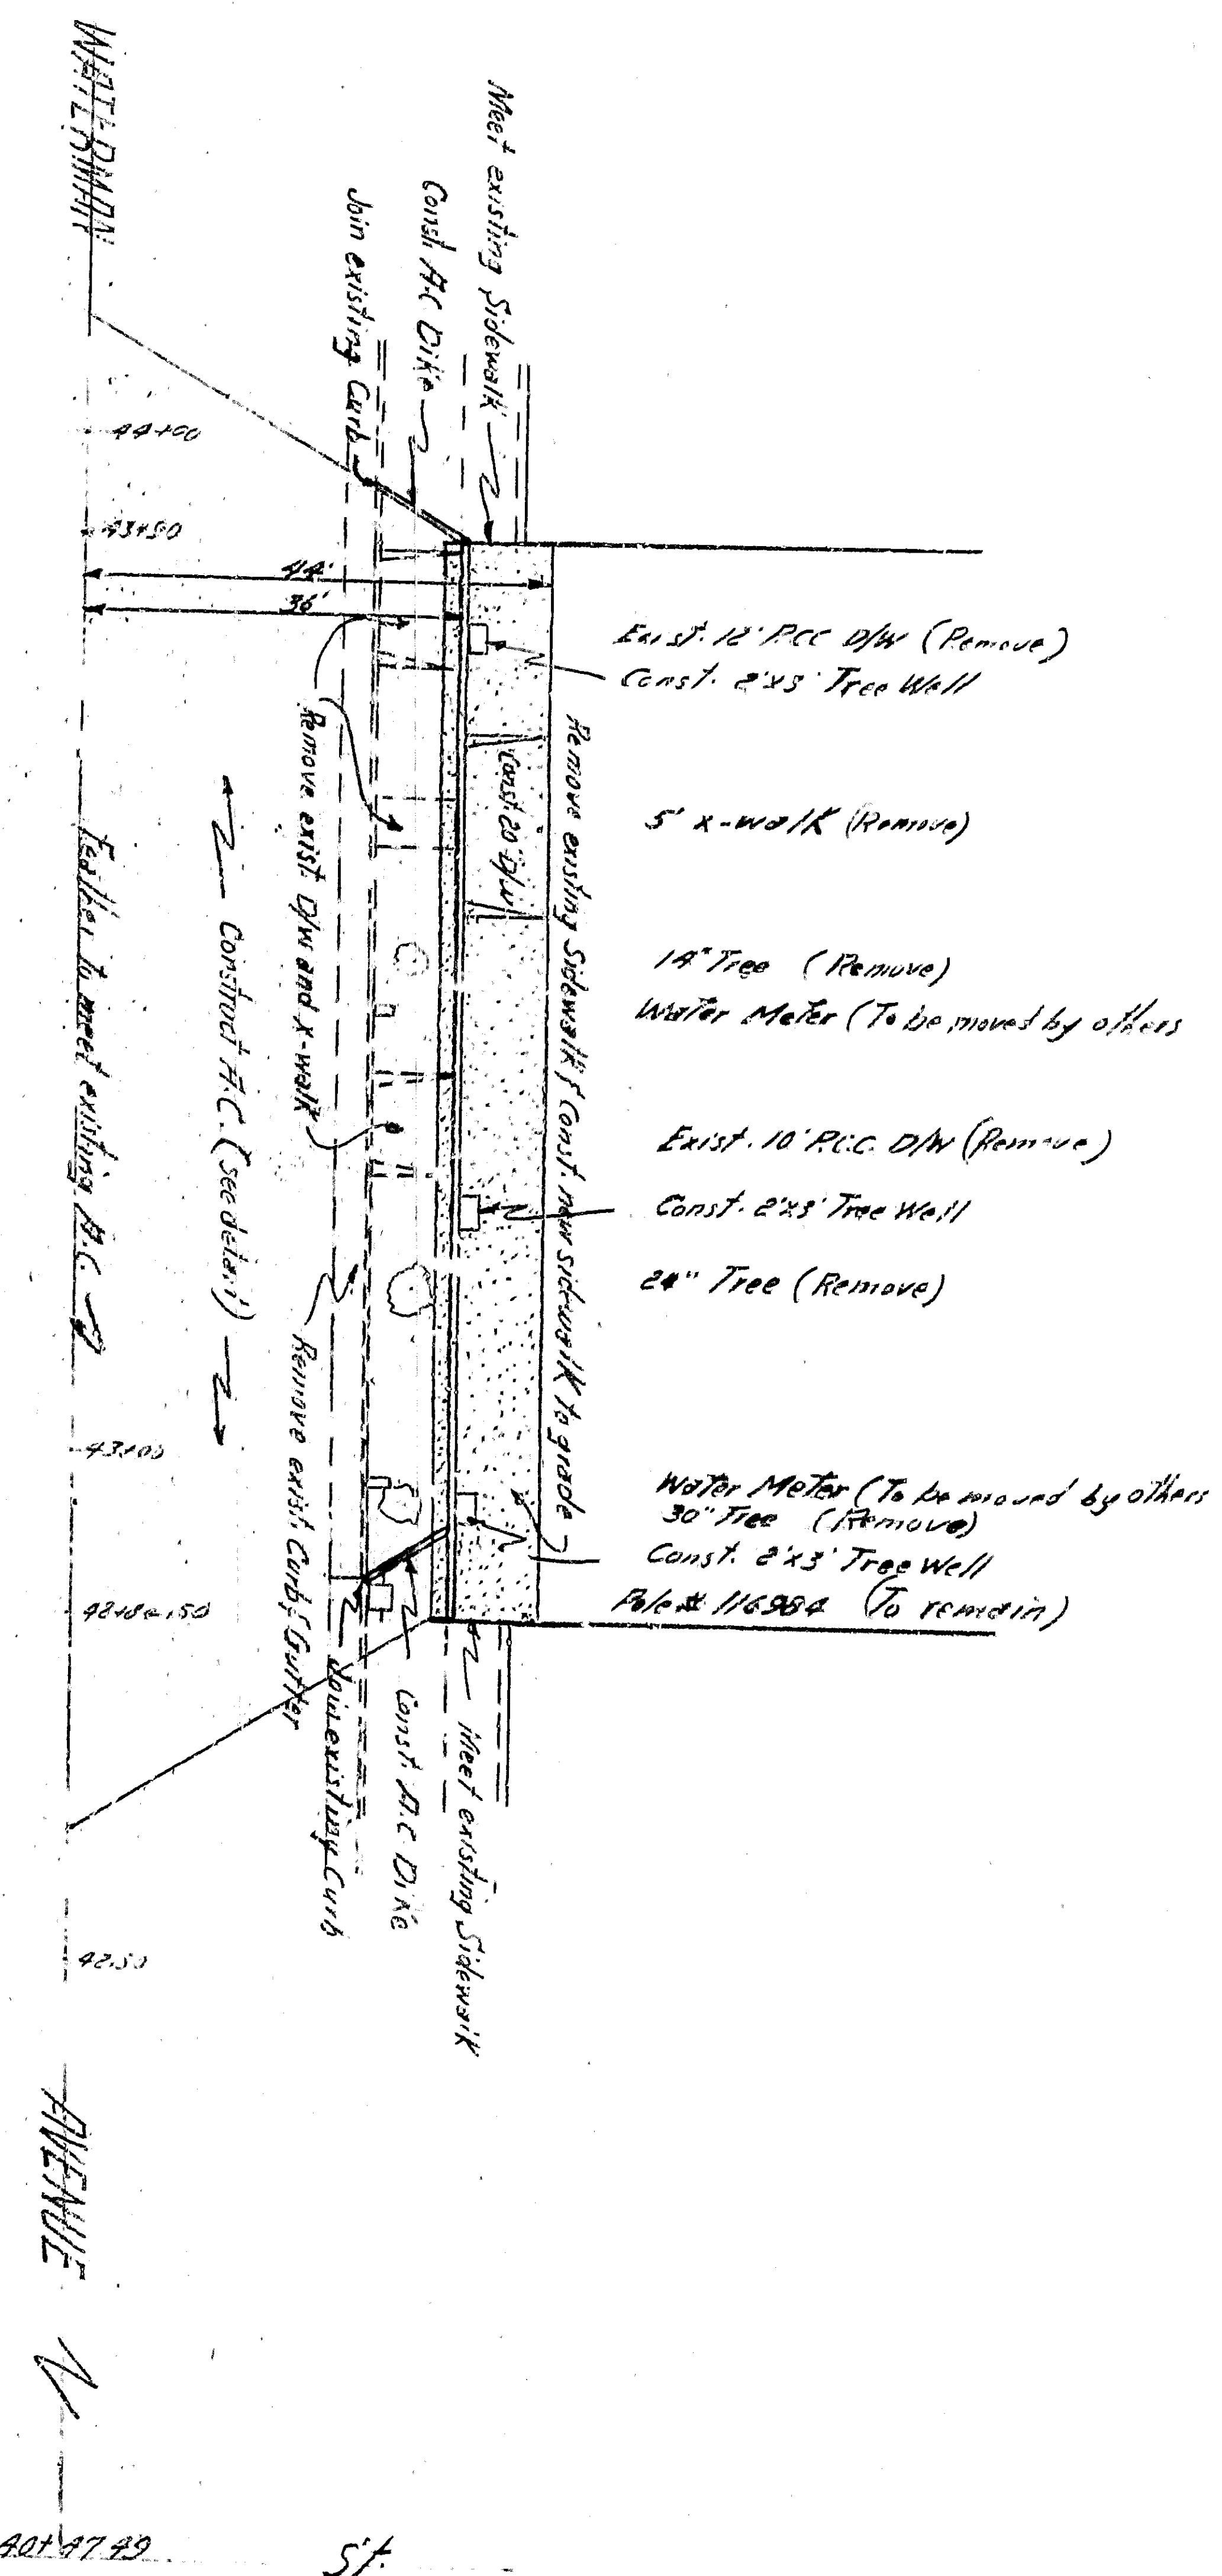 WATERMAN
Meet existing Sidewalk
Const. A.C. Dike
Join existing Curb
44+00
43+90
44'
36'
Exist. 12' P.C.C. D/W (Remove)
Const. 2'x3' Tree Well
Remove existing Sidewalk & Const. new sidewalk to grade
Const. 20' D/W
5' x-walk (Remove)
Remove exist. D/W and x-walk
Construct A.C. (see detail)
Feather to meet existing A.C.
14" Tree (Remove)
Water Meter (To be moved by others
Exist. 10' P.C.C. D/W (Remove)
Const. 2'x3' Tree Well
24" Tree (Remove)
43+00
Remove exist Curb & Gutter
Water Meter (To be moved by others
30" Tree (Remove)
Const. 2'x3' Tree Well
Pole # 116984 (To remain)
Join existing Curb
Const. A.C. Dike
Meet existing Sidewalk
42+50
AVENUE
40+47.49
St.